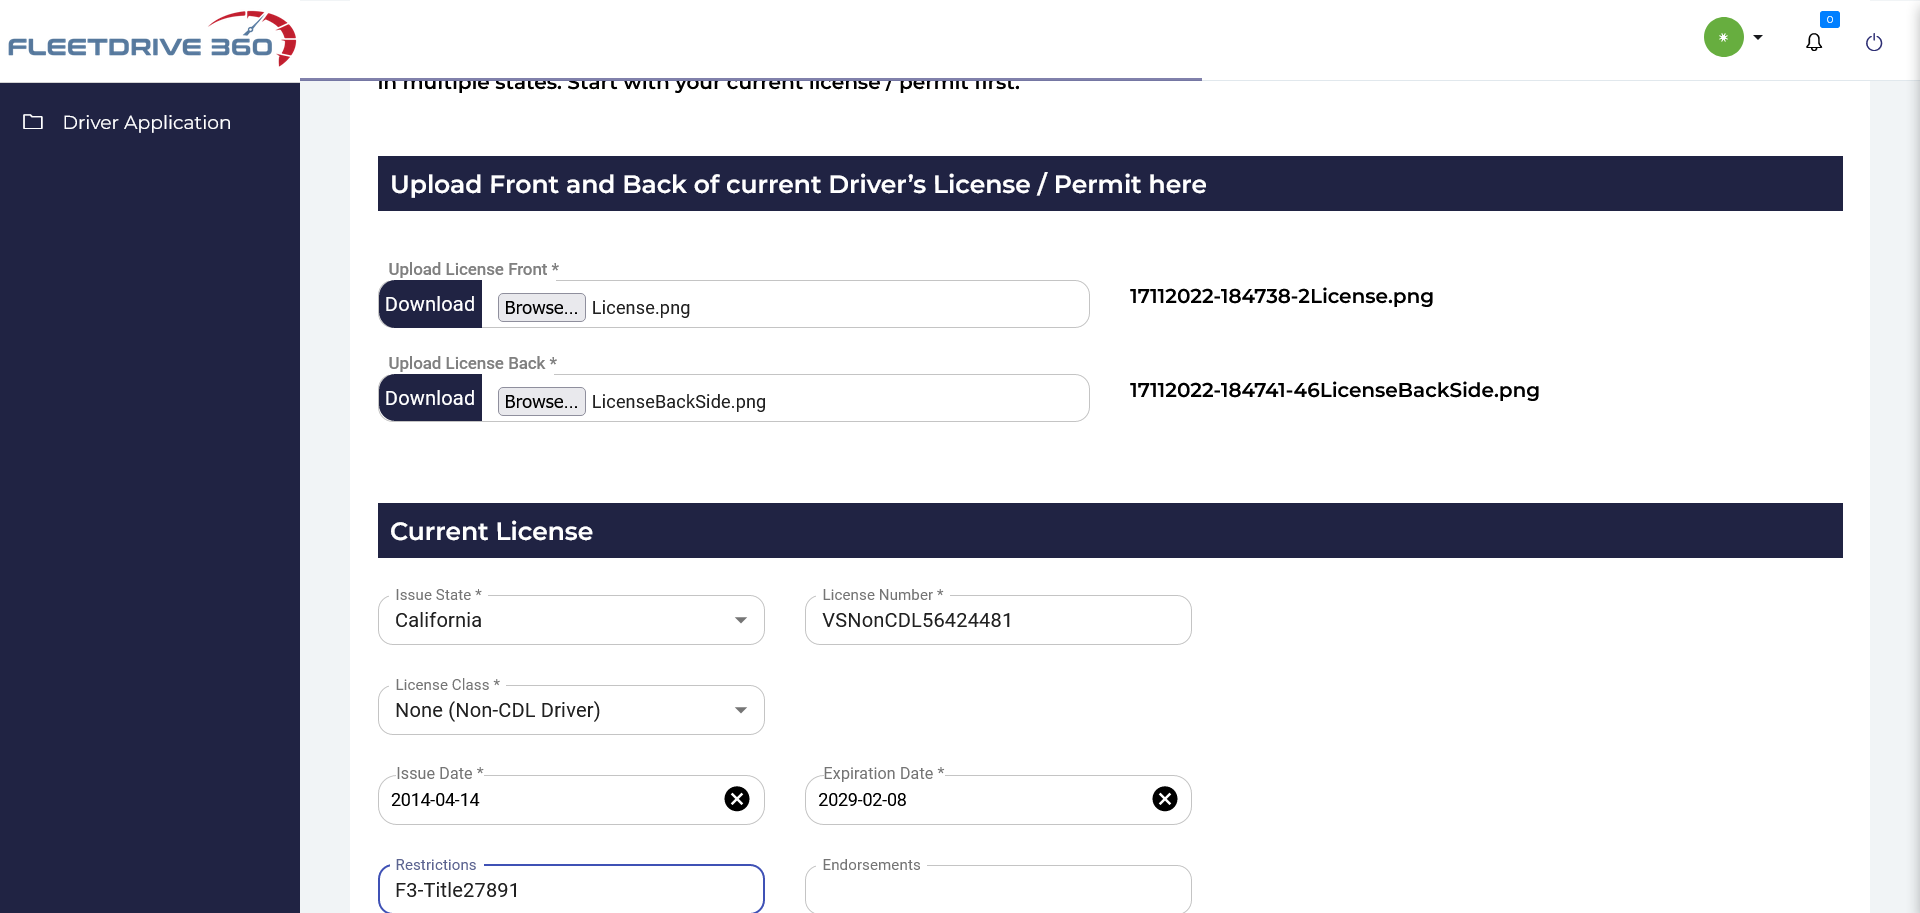 FLEETDRIVE 360
0
Driver Application
in multiple states. Start with your current license / permit first.
Upload Front and Back of current Driver’s License / Permit here
Upload License Front *
Download Browse... License.png
17112022-184738-2License.png
Upload License Back *
Download Browse... LicenseBackSide.png
17112022-184741-46LicenseBackSide.png
Current License
Issue State *
California
License Number *
VSNonCDL56424481
License Class *
None (Non-CDL Driver)
Issue Date *
2014-04-14
Expiration Date *
2029-02-08
Restrictions
F3-Title27891
Endorsements